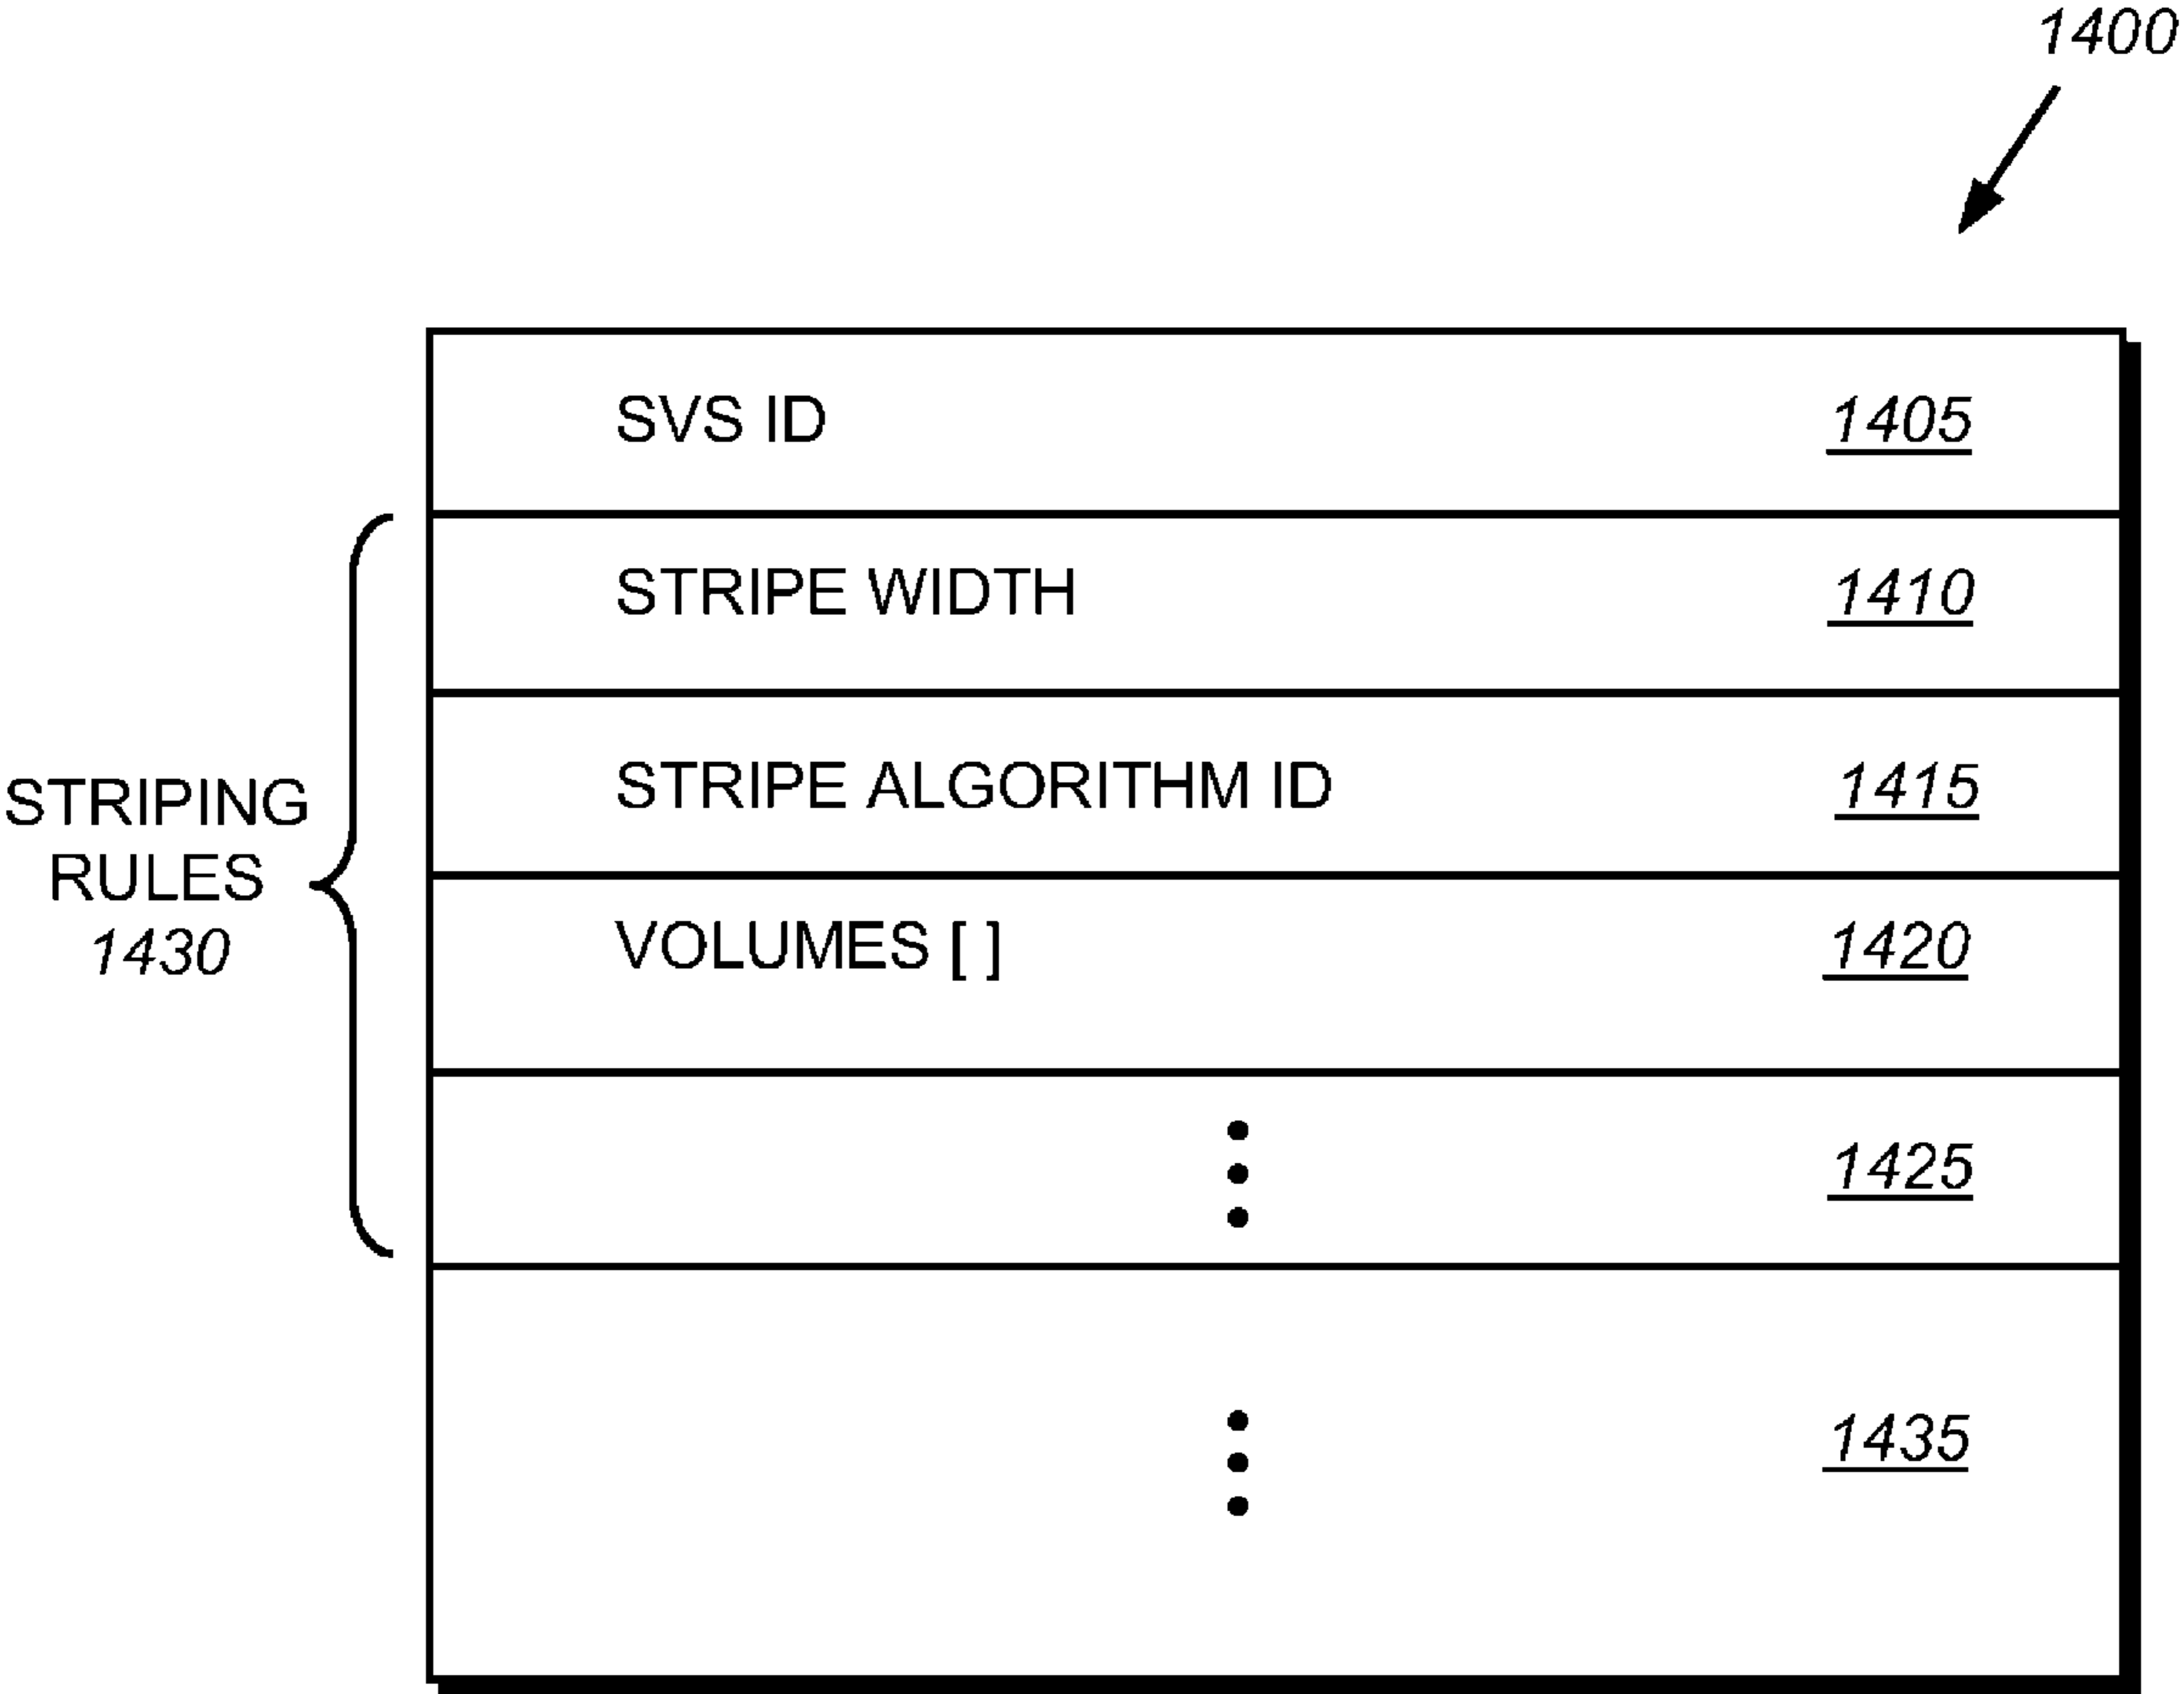 1400
SVS ID 1405
STRIPE WIDTH 1410
STRIPE ALGORITHM ID 1415
STRIPING
RULES
1430
VOLUMES [ ] 1420
1425
1435